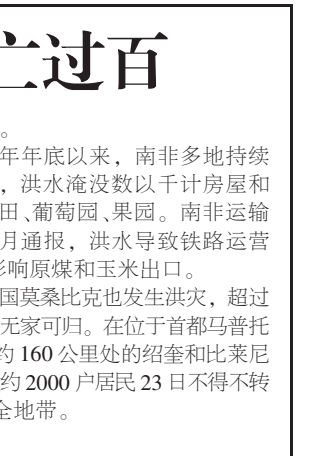 亡过百
。
年年底以来，南非多地持续
，洪水淹没数以千计房屋和
田、葡萄园、果园。南非运输
月通报，洪水导致铁路运营
影响原煤和玉米出口。
国莫桑比克也发生洪灾，超过
无家可归。在位于首都马普托
约 160 公里处的绍奎和比莱尼
约 2000 户居民 23 日不得不转
全地带。